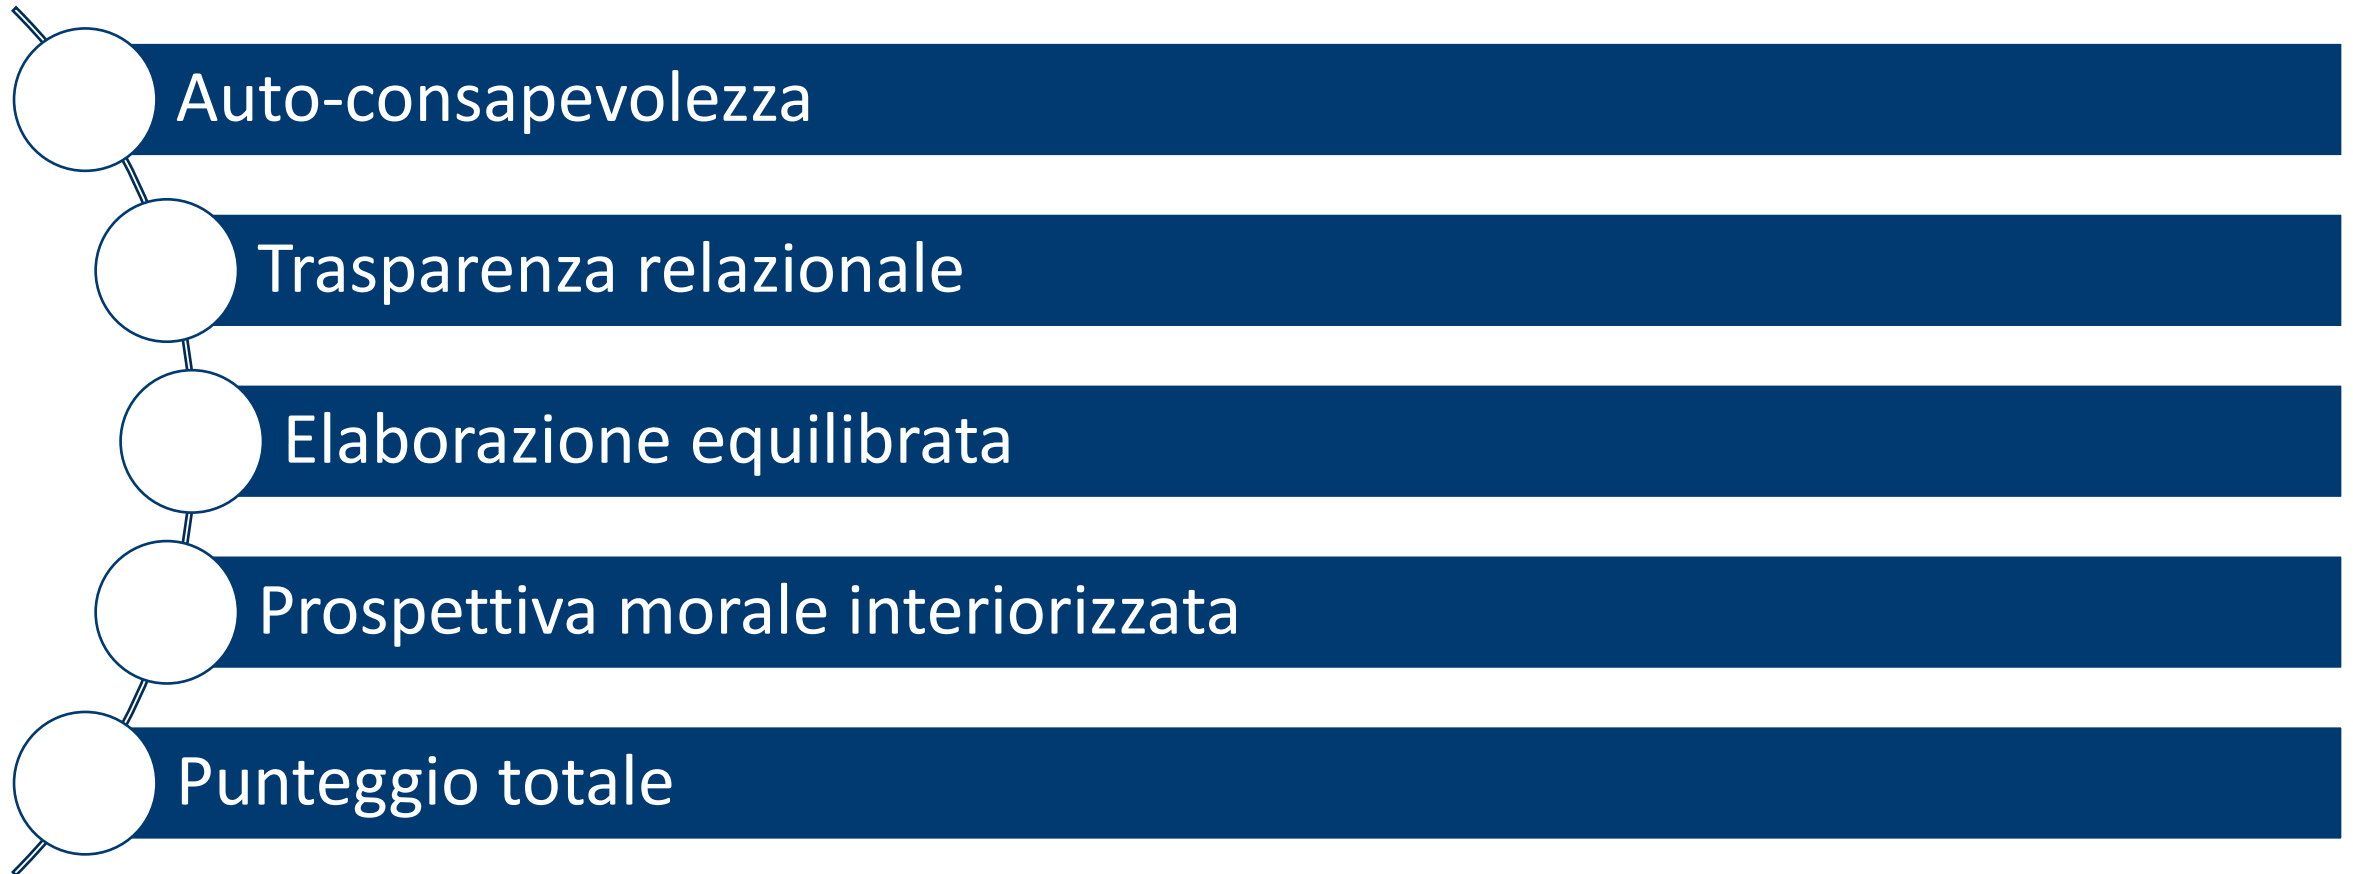 Auto-consapevolezza
Trasparenza relazionale
Elaborazione equilibrata
Prospettiva morale interiorizzata
Punteggio totale